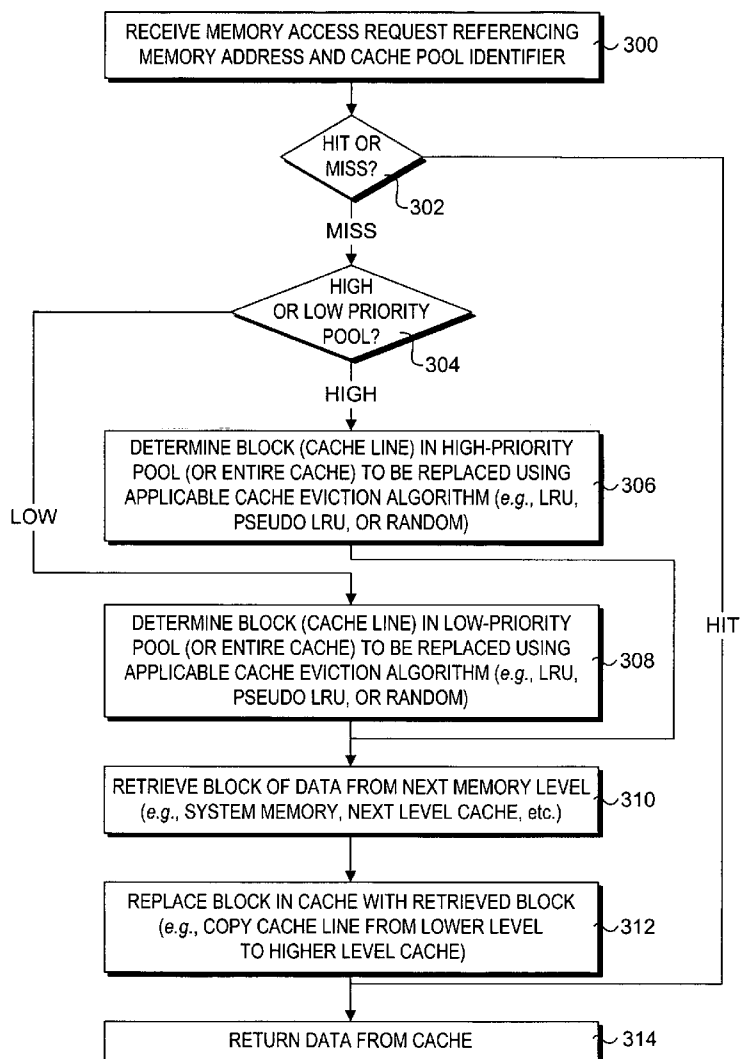 RECEIVE MEMORY ACCESS REQUEST REFERENCING
MEMORY ADDRESS AND CACHE POOL IDENTIFIER
300
HIT OR
MISS?
302
MISS
HIGH
OR LOW PRIORITY
POOL?
304
HIGH
DETERMINE BLOCK (CACHE LINE) IN HIGH-PRIORITY
POOL (OR ENTIRE CACHE) TO BE REPLACED USING
APPLICABLE CACHE EVICTION ALGORITHM (e.g., LRU,
PSEUDO LRU, OR RANDOM)
306
LOW
DETERMINE BLOCK (CACHE LINE) IN LOW-PRIORITY
POOL (OR ENTIRE CACHE) TO BE REPLACED USING
APPLICABLE CACHE EVICTION ALGORITHM (e.g., LRU,
PSEUDO LRU, OR RANDOM)
308
HIT
RETRIEVE BLOCK OF DATA FROM NEXT MEMORY LEVEL
(e.g., SYSTEM MEMORY, NEXT LEVEL CACHE, etc.)
310
REPLACE BLOCK IN CACHE WITH RETRIEVED BLOCK
(e.g., COPY CACHE LINE FROM LOWER LEVEL
TO HIGHER LEVEL CACHE)
312
RETURN DATA FROM CACHE
314